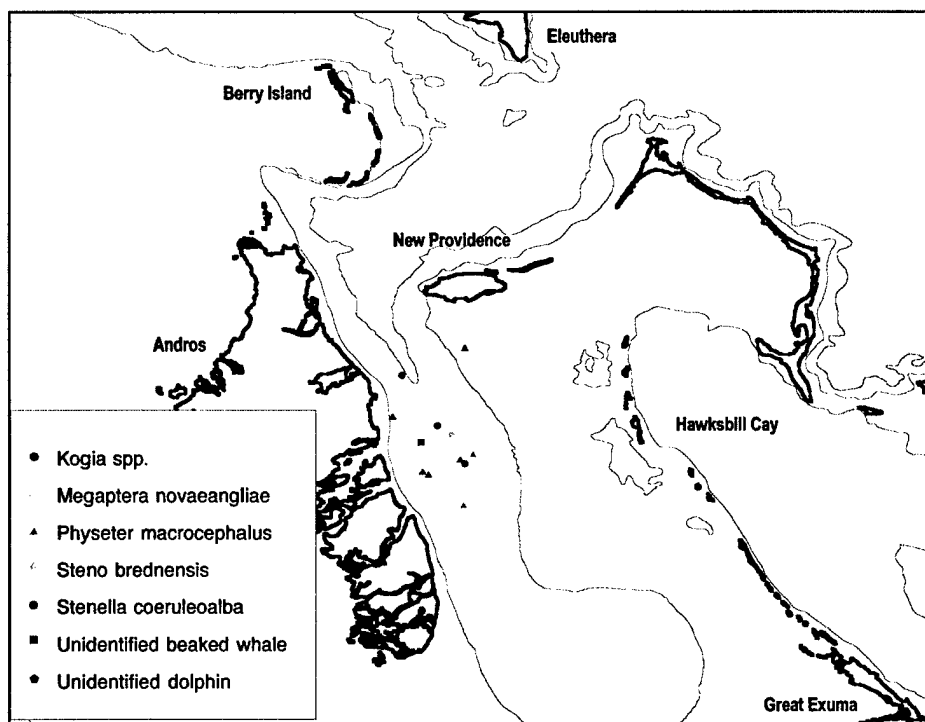 Eleuthera
Berry Island
New Providence
Andros
Hawksbill Cay
Kogia spp.
Megaptera novaeangliae
Physeter macrocephalus
Steno brednensis
Stenella coeruleoalba
Unidentified beaked whale
Unidentified dolphin
Great Exuma